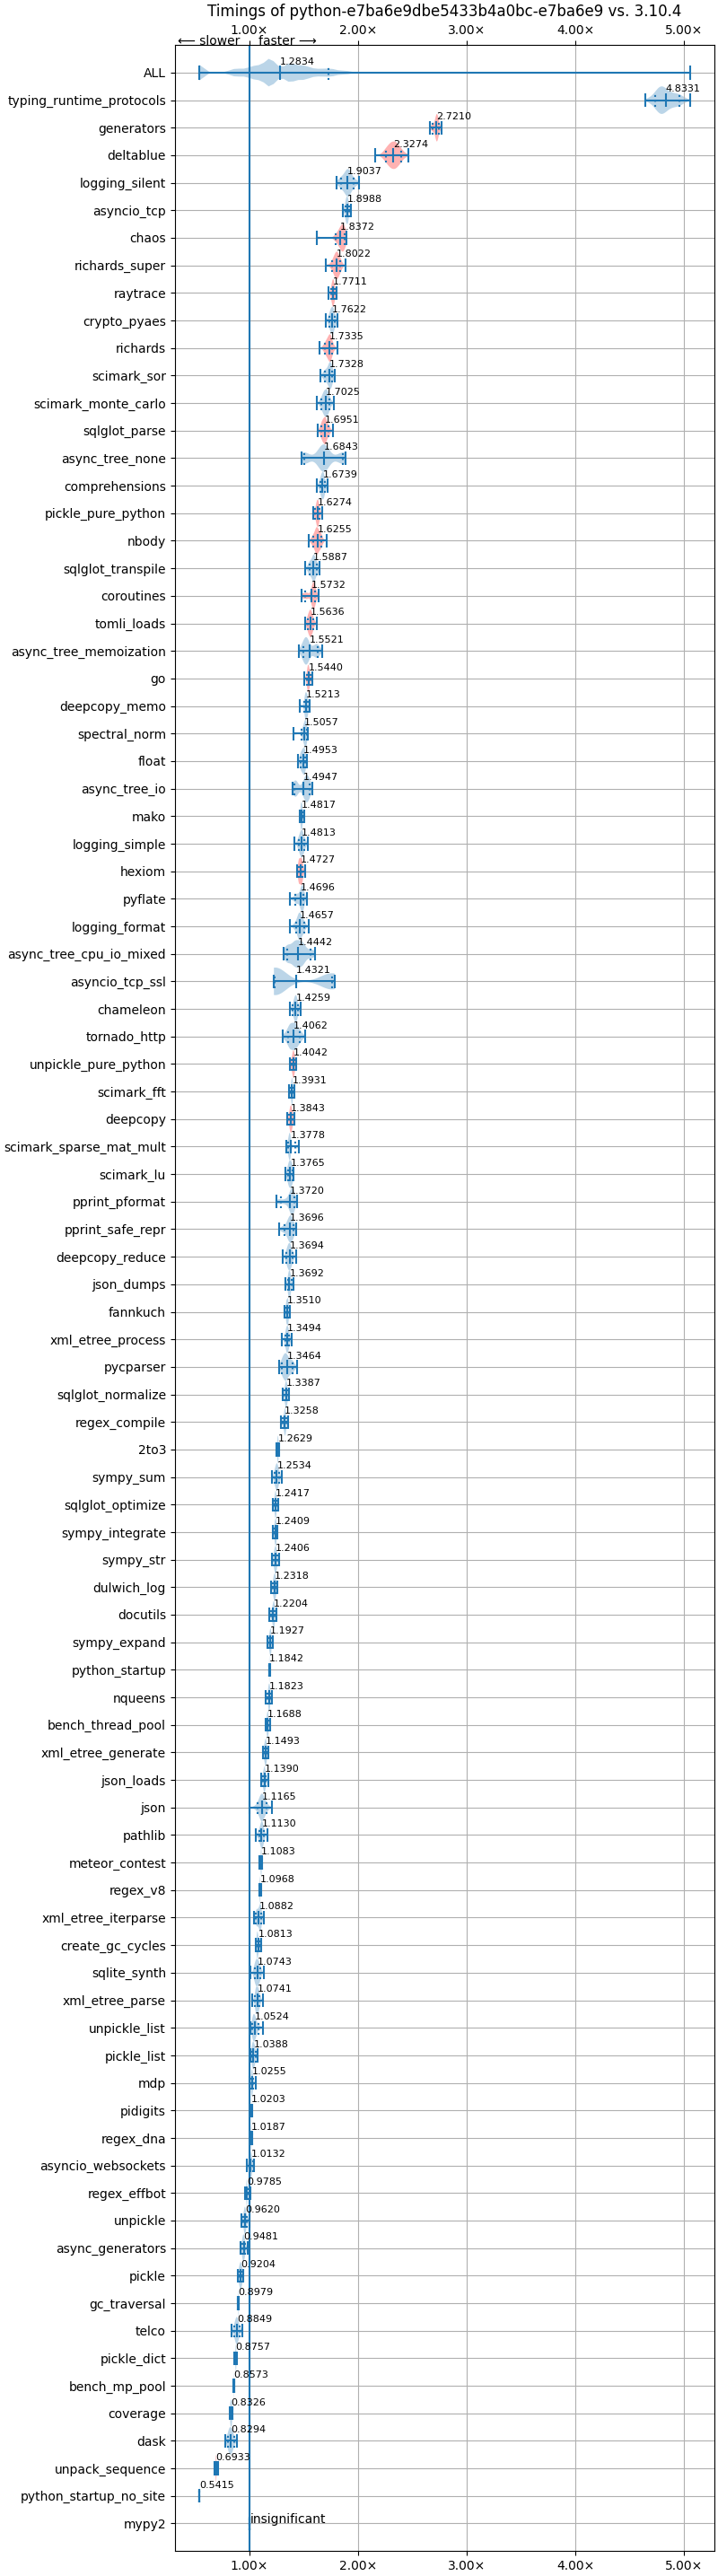 Timings of python-e7ba6e9dbe5433b4a0bc-e7ba6e9 vs. 3.10.4
1.00× 2.00× 3.00× 4.00× 5.00×
⟵ slower faster ⟶
ALL 1.2834
typing_runtime_protocols 4.8331
generators 2.7210
deltablue 2.3274
logging_silent 1.9037
asyncio_tcp 1.8988
chaos 1.8372
richards_super 1.8022
raytrace 1.7711
crypto_pyaes 1.7622
richards 1.7335
scimark_sor 1.7328
scimark_monte_carlo 1.7025
sqlglot_parse 1.6951
async_tree_none 1.6843
comprehensions 1.6739
pickle_pure_python 1.6274
nbody 1.6255
sqlglot_transpile 1.5887
coroutines 1.5732
tomli_loads 1.5636
async_tree_memoization 1.5521
go 1.5440
deepcopy_memo 1.5213
spectral_norm 1.5057
float 1.4953
async_tree_io 1.4947
mako 1.4817
logging_simple 1.4813
hexiom 1.4727
pyflate 1.4696
logging_format 1.4657
async_tree_cpu_io_mixed 1.4442
asyncio_tcp_ssl 1.4321
chameleon 1.4259
tornado_http 1.4062
unpickle_pure_python 1.4042
scimark_fft 1.3931
deepcopy 1.3843
scimark_sparse_mat_mult 1.3778
scimark_lu 1.3765
pprint_pformat 1.3720
pprint_safe_repr 1.3696
deepcopy_reduce 1.3694
json_dumps 1.3692
fannkuch 1.3510
xml_etree_process 1.3494
pycparser 1.3464
sqlglot_normalize 1.3387
regex_compile 1.3258
2to3 1.2629
sympy_sum 1.2534
sqlglot_optimize 1.2417
sympy_integrate 1.2409
sympy_str 1.2406
dulwich_log 1.2318
docutils 1.2204
sympy_expand 1.1927
python_startup 1.1842
nqueens 1.1823
bench_thread_pool 1.1688
xml_etree_generate 1.1493
json_loads 1.1390
json 1.1165
pathlib 1.1130
meteor_contest 1.1083
regex_v8 1.0968
xml_etree_iterparse 1.0882
create_gc_cycles 1.0813
sqlite_synth 1.0743
xml_etree_parse 1.0741
unpickle_list 1.0524
pickle_list 1.0388
mdp 1.0255
pidigits 1.0203
regex_dna 1.0187
asyncio_websockets 1.0132
regex_effbot 0.9785
unpickle 0.9620
async_generators 0.9481
pickle 0.9204
gc_traversal 0.8979
telco 0.8849
pickle_dict 0.8757
bench_mp_pool 0.8573
coverage 0.8326
dask 0.8294
unpack_sequence 0.6933
python_startup_no_site 0.5415
mypy2 insignificant
1.00× 2.00× 3.00× 4.00× 5.00×